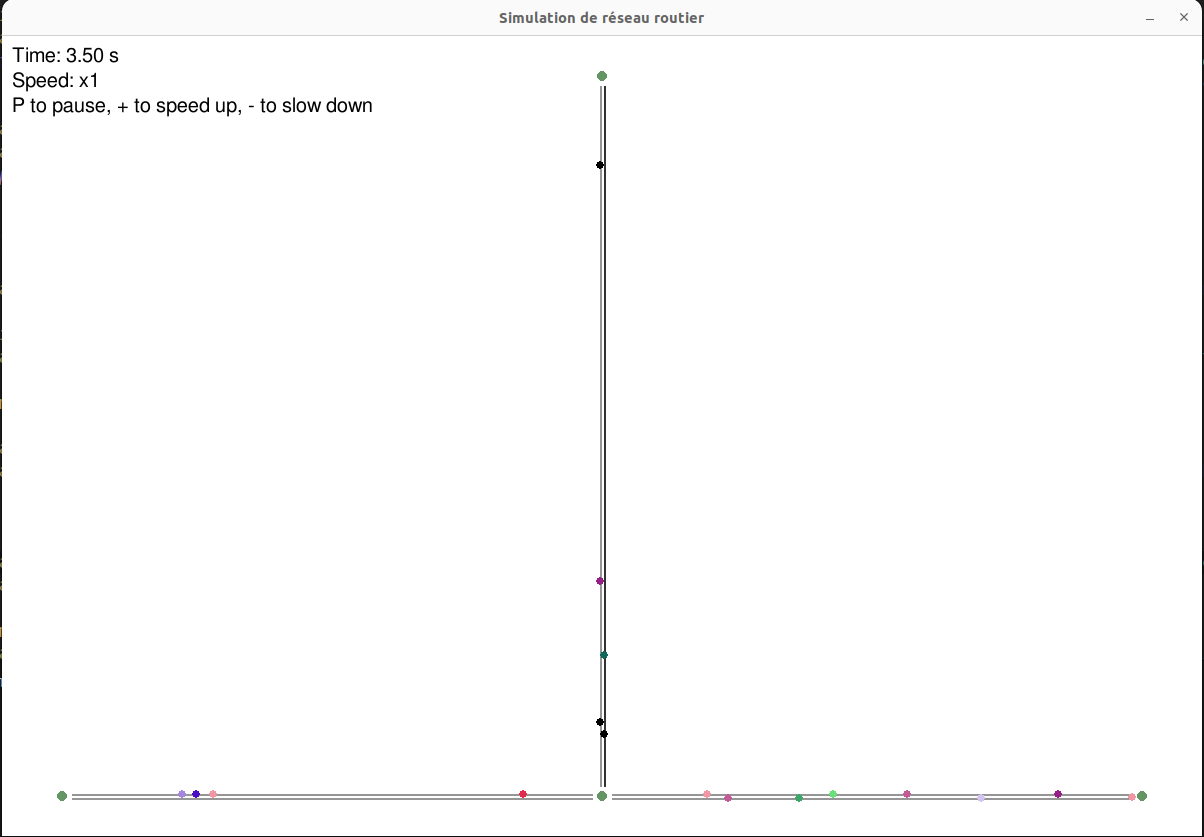 Simulation de réseau routier
Time: 3.50 s
Speed: x1
P to pause, + to speed up, - to slow down